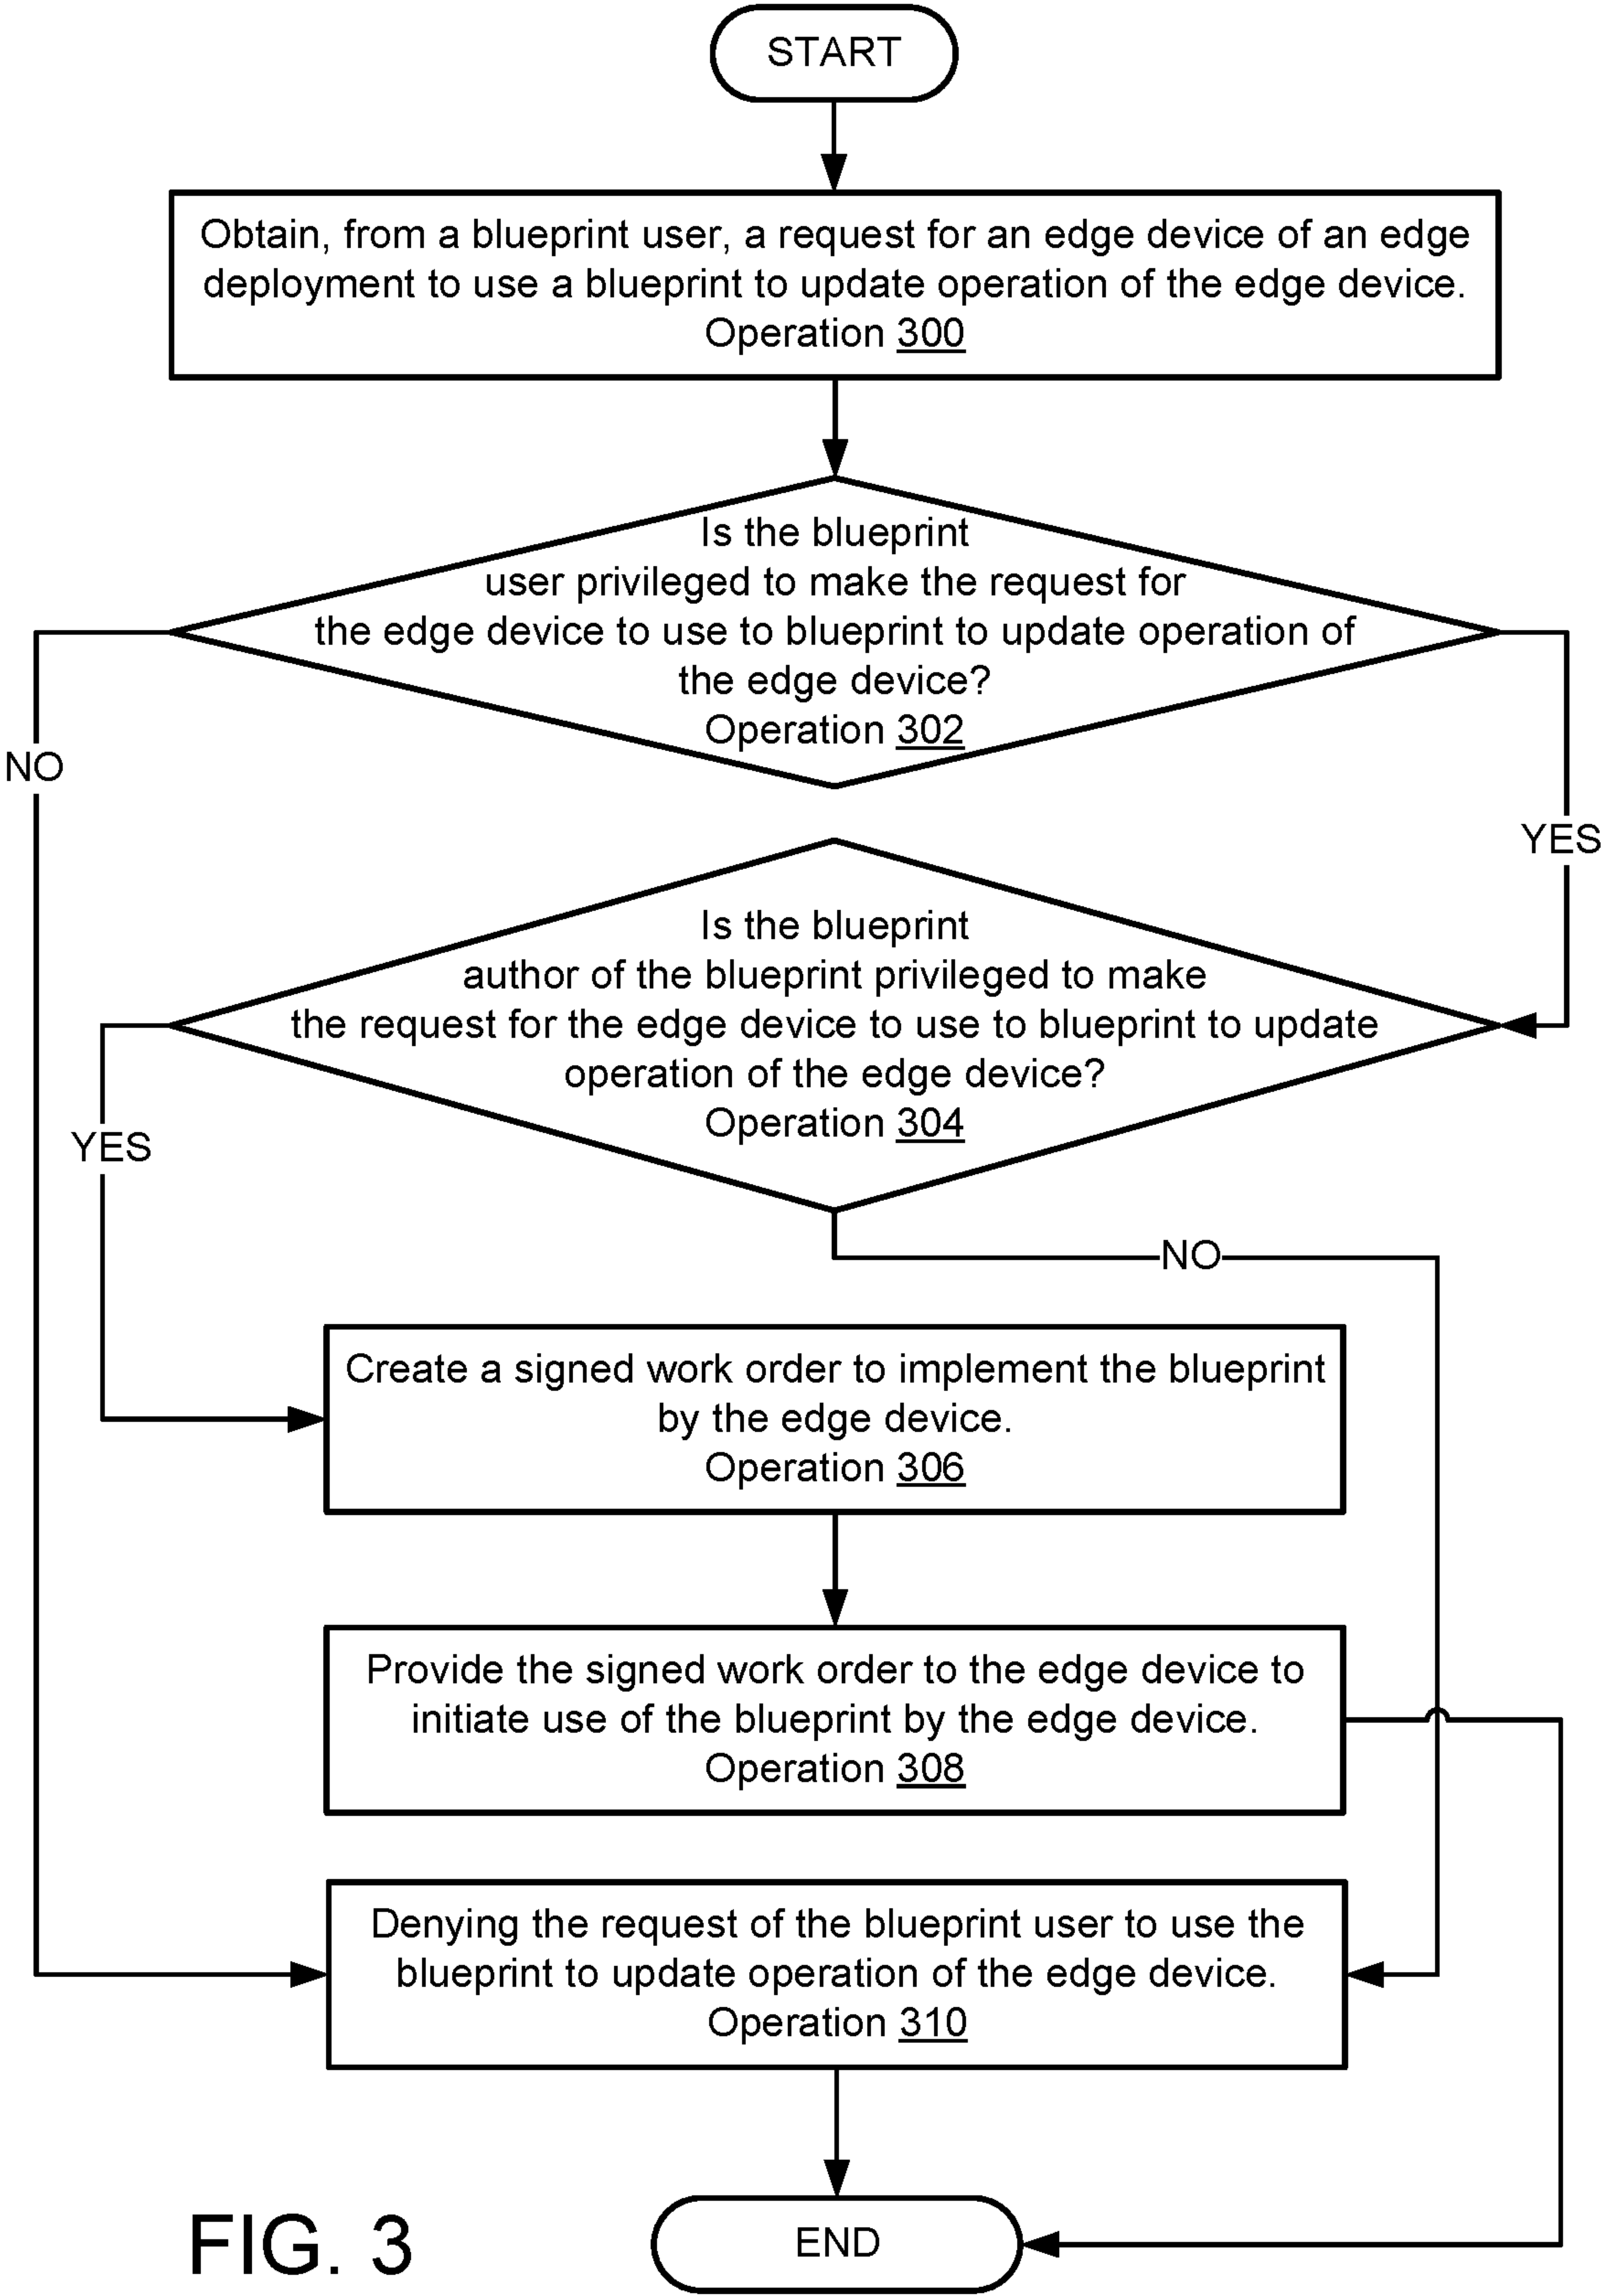 START
Obtain, from a blueprint user, a request for an edge device of an edge
deployment to use a blueprint to update operation of the edge device.
Operation 300
Is the blueprint
user privileged to make the request for
the edge device to use to blueprint to update operation of
the edge device?
Operation 302
NO
YES
Is the blueprint
author of the blueprint privileged to make
the request for the edge device to use to blueprint to update
operation of the edge device?
Operation 304
YES
NO
Create a signed work order to implement the blueprint
by the edge device.
Operation 306
Provide the signed work order to the edge device to
initiate use of the blueprint by the edge device.
Operation 308
Denying the request of the blueprint user to use the
blueprint to update operation of the edge device.
Operation 310
END
FIG. 3